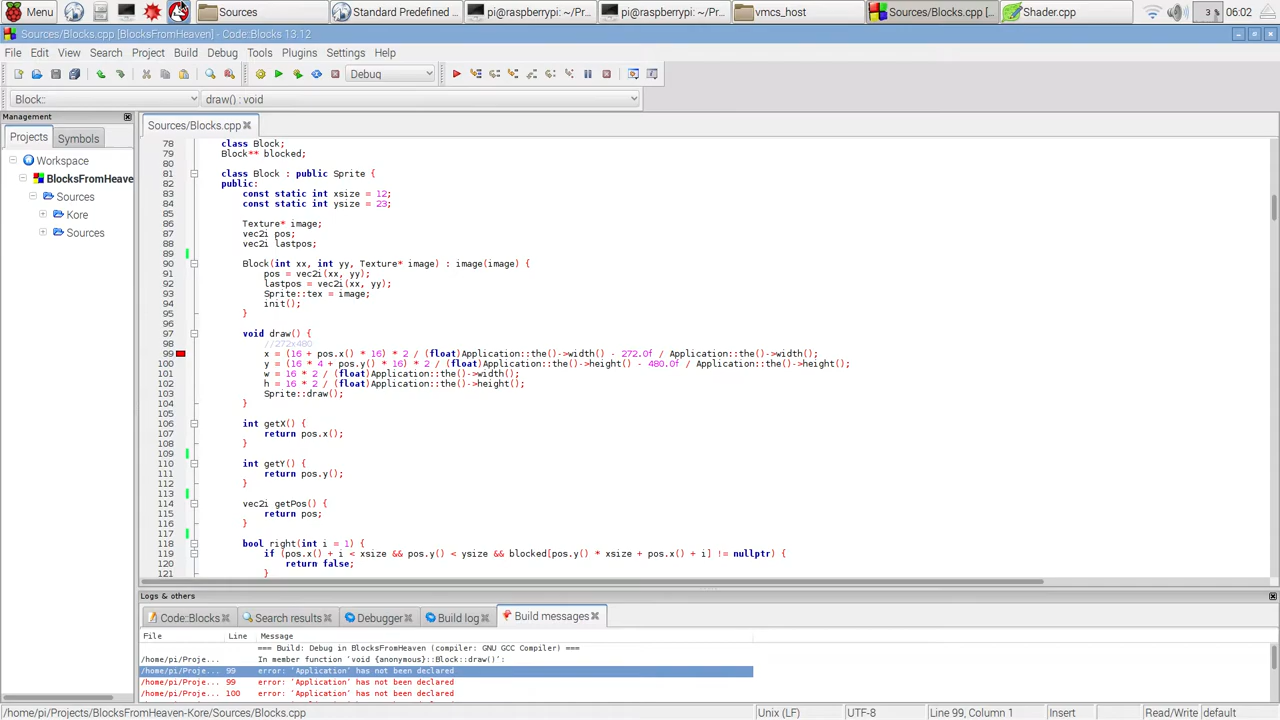 Menu Sources Standard Predefined ... pi@raspberrypi: ~/Pr... pi@raspberrypi: ~/Pr... vmcs_host Sources/Blocks.cpp [... Shader.cpp 3 % 06:02
Sources/Blocks.cpp [BlocksFromHeaven] - Code::Blocks 13.12
File Edit View Search Project Build Debug Tools Plugins Settings Help
Debug
Block:: draw() : void
Management
Sources/Blocks.cpp
Projects Symbols
Workspace
BlocksFromHeave
Sources
Kore
Sources
78 class Block;
79 Block** blocked;
80
81 class Block : public Sprite {
82 public:
83 const static int xsize = 12;
84 const static int ysize = 23;
85
86 Texture* image;
87 vec2i pos;
88 vec2i lastpos;
89
90 Block(int xx, int yy, Texture* image) : image(image) {
91 pos = vec2i(xx, yy);
92 lastpos = vec2i(xx, yy);
93 Sprite::tex = image;
94 init();
95 }
96
97 void draw() {
98 //272x480
99 x = (16 + pos.x() * 16) * 2 / (float)Application::the()->width() - 272.0f / Application::the()->width();
100 y = (16 * 4 + pos.y() * 16) * 2 / (float)Application::the()->height() - 480.0f / Application::the()->height();
101 w = 16 * 2 / (float)Application::the()->width();
102 h = 16 * 2 / (float)Application::the()->height();
103 Sprite::draw();
104 }
105
106 int getX() {
107 return pos.x();
108 }
109
110 int getY() {
111 return pos.y();
112 }
113
114 vec2i getPos() {
115 return pos;
116 }
117
118 bool right(int i = 1) {
119 if (pos.x() + i < xsize && pos.y() < ysize && blocked[pos.y() * xsize + pos.x() + i] != nullptr) {
120 return false;
121 }
Logs & others
Code::Blocks Search results Debugger Build log Build messages
File Line Message
=== Build: Debug in BlocksFromHeaven (compiler: GNU GCC Compiler) ===
/home/pi/Proje... In member function 'void {anonymous}::Block::draw()':
/home/pi/Proje... 99 error: 'Application' has not been declared
/home/pi/Proje... 99 error: 'Application' has not been declared
/home/pi/Proje... 100 error: 'Application' has not been declared
/home/pi/Projects/BlocksFromHeaven-Kore/Sources/Blocks.cpp Unix (LF) UTF-8 Line 99, Column 1 Insert Read/Write default